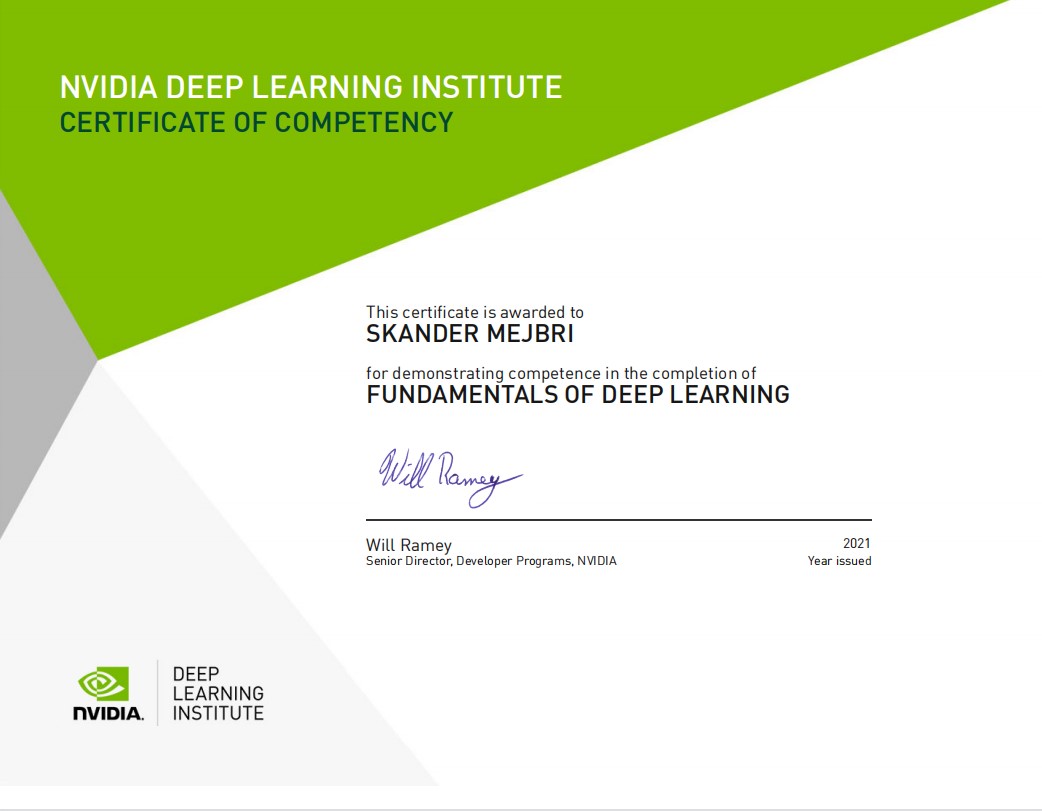 NVIDIA DEEP LEARNING INSTITUTE
CERTIFICATE OF COMPETENCY
This certificate is awarded to
SKANDER MEJBRI
for demonstrating competence in the completion of
FUNDAMENTALS OF DEEP LEARNING
Will Ramey
Will Ramey
Senior Director, Developer Programs, NVIDIA
2021
Year issued
NVIDIA.
DEEP
LEARNING
INSTITUTE